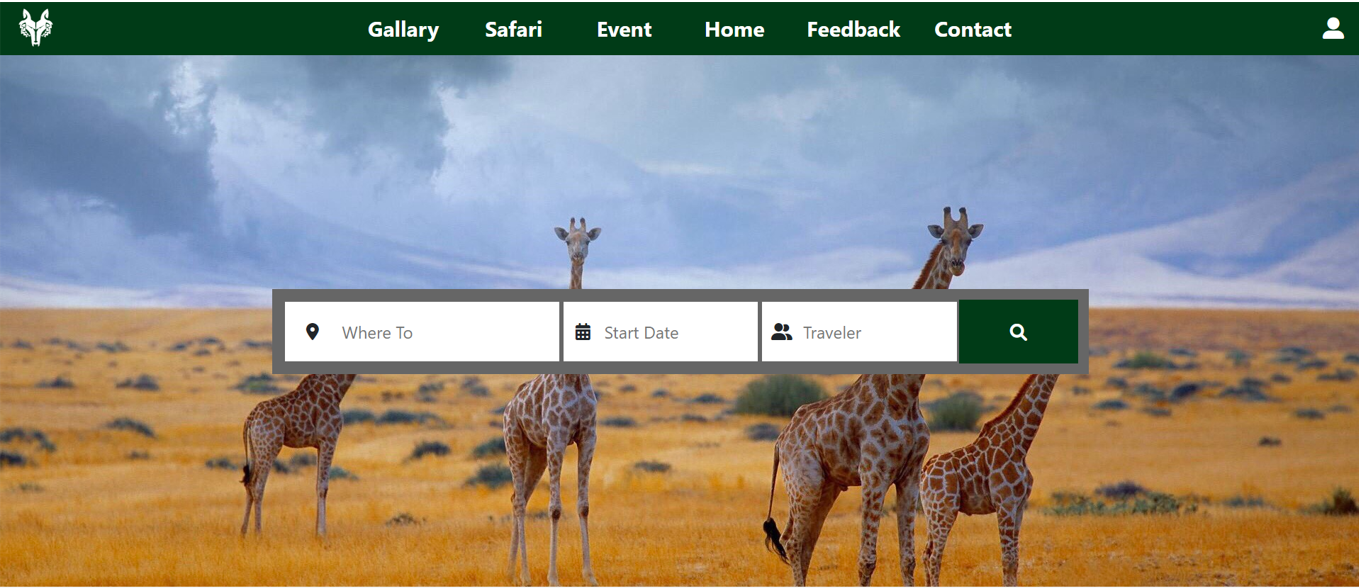 Gallary Safari Event Home Feedback Contact
Where To Start Date Traveler